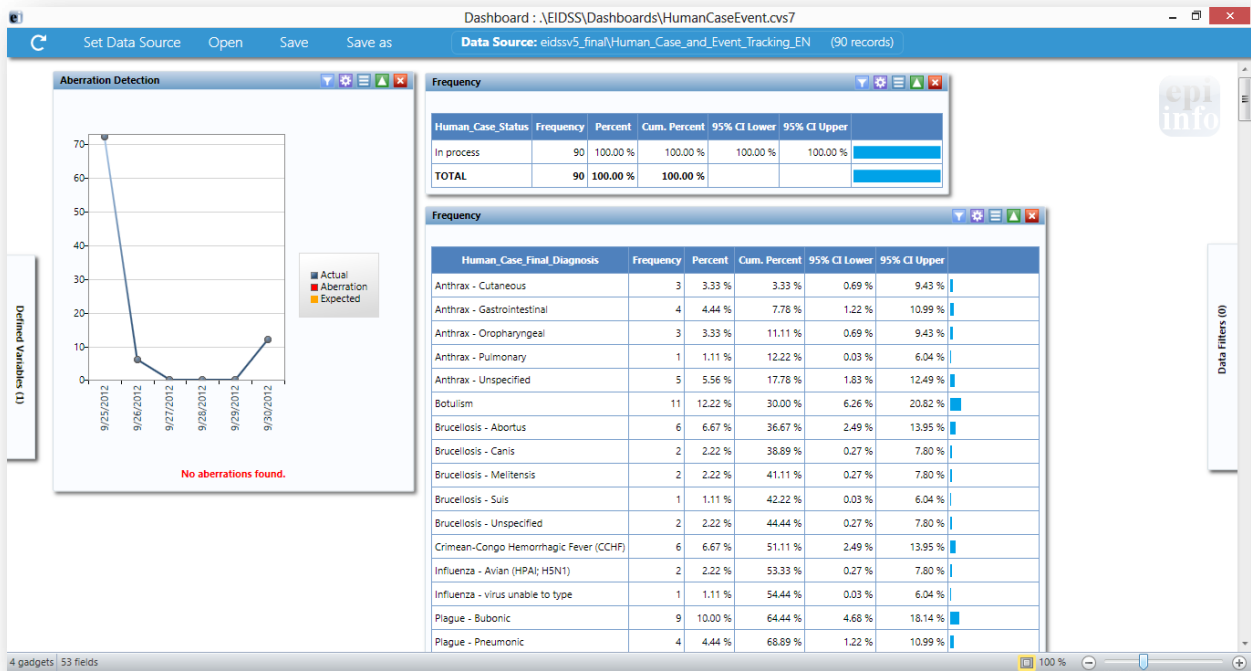 Dashboard : .\EIDSS\Dashboards\HumanCaseEvent.cvs7
Set Data Source Open Save Save as Data Source: eidssv5_final\Human_Case_and_Event_Tracking_EN (90 records)
Aberration Detection
70
60
50
40
30
20
10
0
9/25/2012 9/26/2012 9/27/2012 9/28/2012 9/29/2012 9/30/2012
Actual
Aberration
Expected
No aberrations found.
Frequency
Human_Case_Status Frequency Percent Cum. Percent 95% CI Lower 95% CI Upper
In process 90 100.00 % 100.00 % 100.00 % 100.00 %
TOTAL 90 100.00 % 100.00 %
Frequency
Human_Case_Final_Diagnosis Frequency Percent Cum. Percent 95% CI Lower 95% CI Upper
Anthrax - Cutaneous 3 3.33 % 3.33 % 0.69 % 9.43 %
Anthrax - Gastrointestinal 4 4.44 % 7.78 % 1.22 % 10.99 %
Anthrax - Oropharyngeal 3 3.33 % 11.11 % 0.69 % 9.43 %
Anthrax - Pulmonary 1 1.11 % 12.22 % 0.03 % 6.04 %
Anthrax - Unspecified 5 5.56 % 17.78 % 1.83 % 12.49 %
Botulism 11 12.22 % 30.00 % 6.26 % 20.82 %
Brucellosis - Abortus 6 6.67 % 36.67 % 2.49 % 13.95 %
Brucellosis - Canis 2 2.22 % 38.89 % 0.27 % 7.80 %
Brucellosis - Melitensis 2 2.22 % 41.11 % 0.27 % 7.80 %
Brucellosis - Suis 1 1.11 % 42.22 % 0.03 % 6.04 %
Brucellosis - Unspecified 2 2.22 % 44.44 % 0.27 % 7.80 %
Crimean-Congo Hemorrhagic Fever (CCHF) 6 6.67 % 51.11 % 2.49 % 13.95 %
Influenza - Avian (HPAI; H5N1) 2 2.22 % 53.33 % 0.27 % 7.80 %
Influenza - virus unable to type 1 1.11 % 54.44 % 0.03 % 6.04 %
Plague - Bubonic 9 10.00 % 64.44 % 4.68 % 18.14 %
Plague - Pneumonic 4 4.44 % 68.89 % 1.22 % 10.99 %
epi
info
Defined Variables (1)
Data Filters (0)
4 gadgets 53 fields
100 %